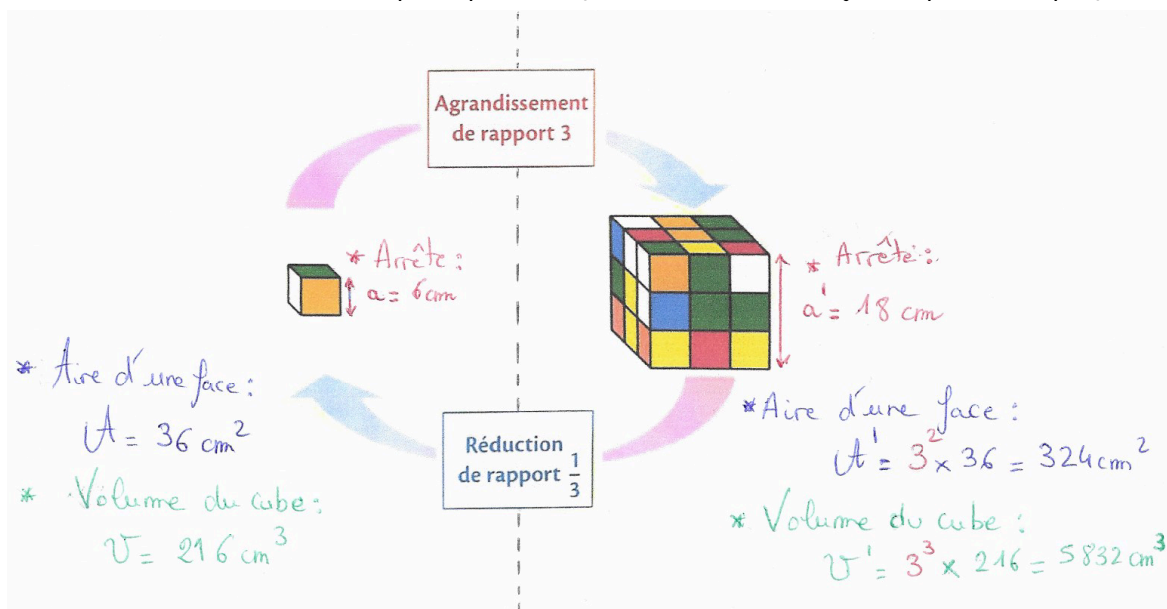 Agrandissement
de rapport 3
* Arrête :
a = 6 cm
* Arrête :
a' = 18 cm
* Aire d'une face :
A = 36 cm²
* Volume du cube :
V = 216 cm³
Réduction
de rapport 1/3
* Aire d'une face :
A' = 3² × 36 = 324 cm²
* Volume du cube :
V' = 3³ × 216 = 5832 cm³